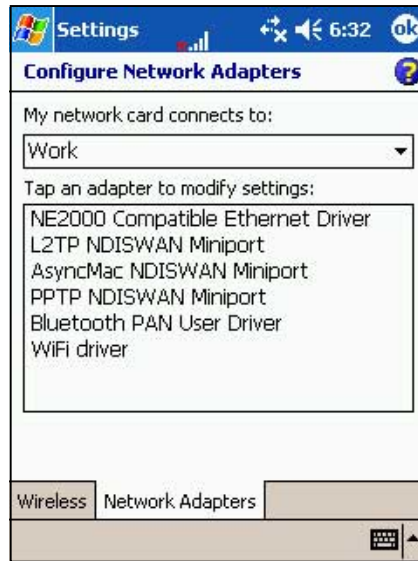 Settings 6:32 ok
Configure Network Adapters ?
My network card connects to:
Work
Tap an adapter to modify settings:
NE2000 Compatible Ethernet Driver
L2TP NDISWAN Miniport
AsyncMac NDISWAN Miniport
PPTP NDISWAN Miniport
Bluetooth PAN User Driver
WiFi driver
Wireless Network Adapters